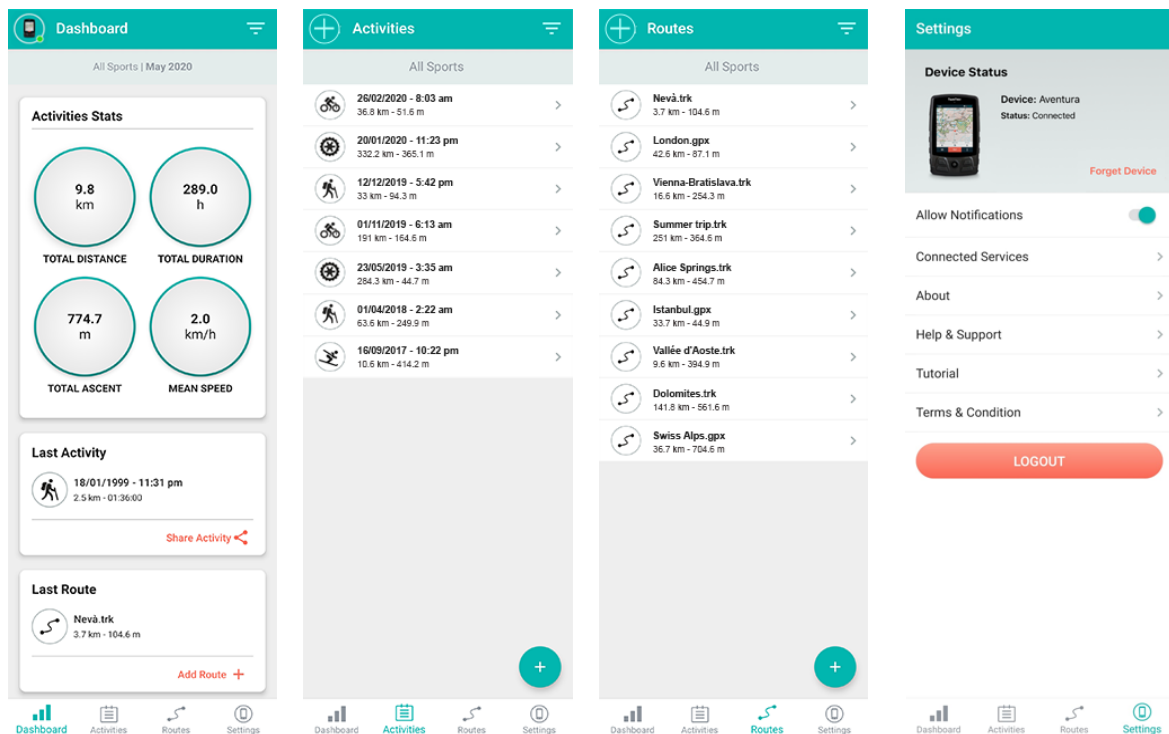 Dashboard
All Sports | May 2020
Activities Stats
9.8
km
TOTAL DISTANCE
289.0
h
TOTAL DURATION
774.7
m
TOTAL ASCENT
2.0
km/h
MEAN SPEED
Last Activity
18/01/1999 - 11:31 pm
2.5 km - 01:36:00
Share Activity
Last Route
Nevà.trk
3.7 km - 104.6 m
Add Route +
Dashboard
Activities
Routes
Settings
Activities
All Sports
26/02/2020 - 8:03 am
36.8 km - 51.6 m
20/01/2020 - 11:23 pm
332.2 km - 365.1 m
12/12/2019 - 5:42 pm
33 km - 94.3 m
01/11/2019 - 6:13 am
191 km - 164.6 m
23/05/2019 - 3:35 am
284.3 km - 44.7 m
01/04/2018 - 2:22 am
63.6 km - 249.9 m
16/09/2017 - 10:22 pm
10.6 km - 414.2 m
Dashboard
Activities
Routes
Settings
Routes
All Sports
Nevà.trk
3.7 km - 104.6 m
London.gpx
42.6 km - 87.1 m
Vienna-Bratislava.trk
16.6 km - 254.3 m
Summer trip.trk
251 km - 364.6 m
Alice Springs.trk
84.3 km - 454.7 m
Istanbul.gpx
33.7 km - 44.9 m
Vallée d'Aoste.trk
9.6 km - 394.9 m
Dolomites.trk
141.8 km - 561.6 m
Swiss Alps.gpx
36.7 km - 704.6 m
Dashboard
Activities
Routes
Settings
Settings
Device Status
Device: Aventura
Status: Connected
Forget Device
Allow Notifications
Connected Services
About
Help & Support
Tutorial
Terms & Condition
LOGOUT
Dashboard
Activities
Routes
Settings